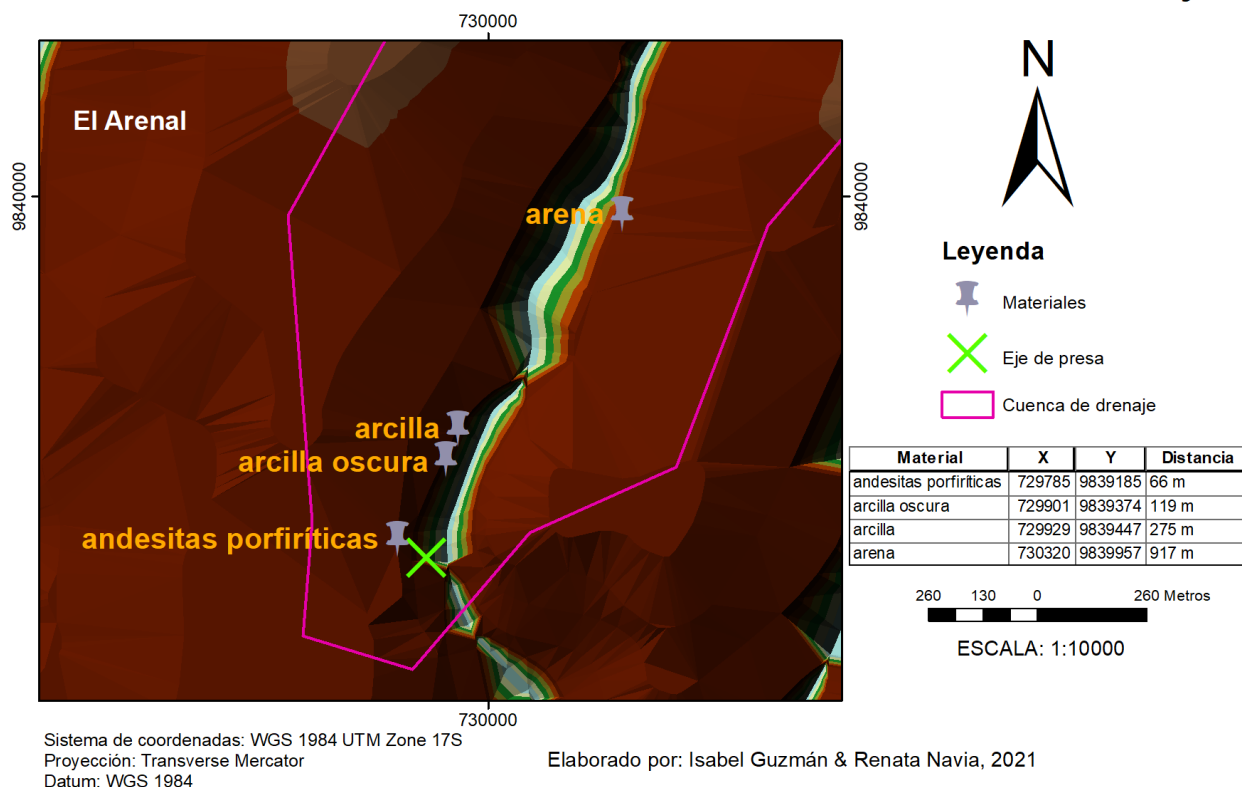 730000
N
El Arenal
9840000
9840000
arena
Leyenda
Materiales
Eje de presa
Cuenca de drenaje
arcilla
arcilla oscura
andesitas porfiríticas
Material X Y Distancia
andesitas porfiríticas 729785 9839185 66 m
arcilla oscura 729901 9839374 119 m
arcilla 729929 9839447 275 m
arena 730320 9839957 917 m
260 130 0 260 Metros
ESCALA: 1:10000
730000
Sistema de coordenadas: WGS 1984 UTM Zone 17S
Proyección: Transverse Mercator
Datum: WGS 1984
Elaborado por: Isabel Guzmán & Renata Navia, 2021